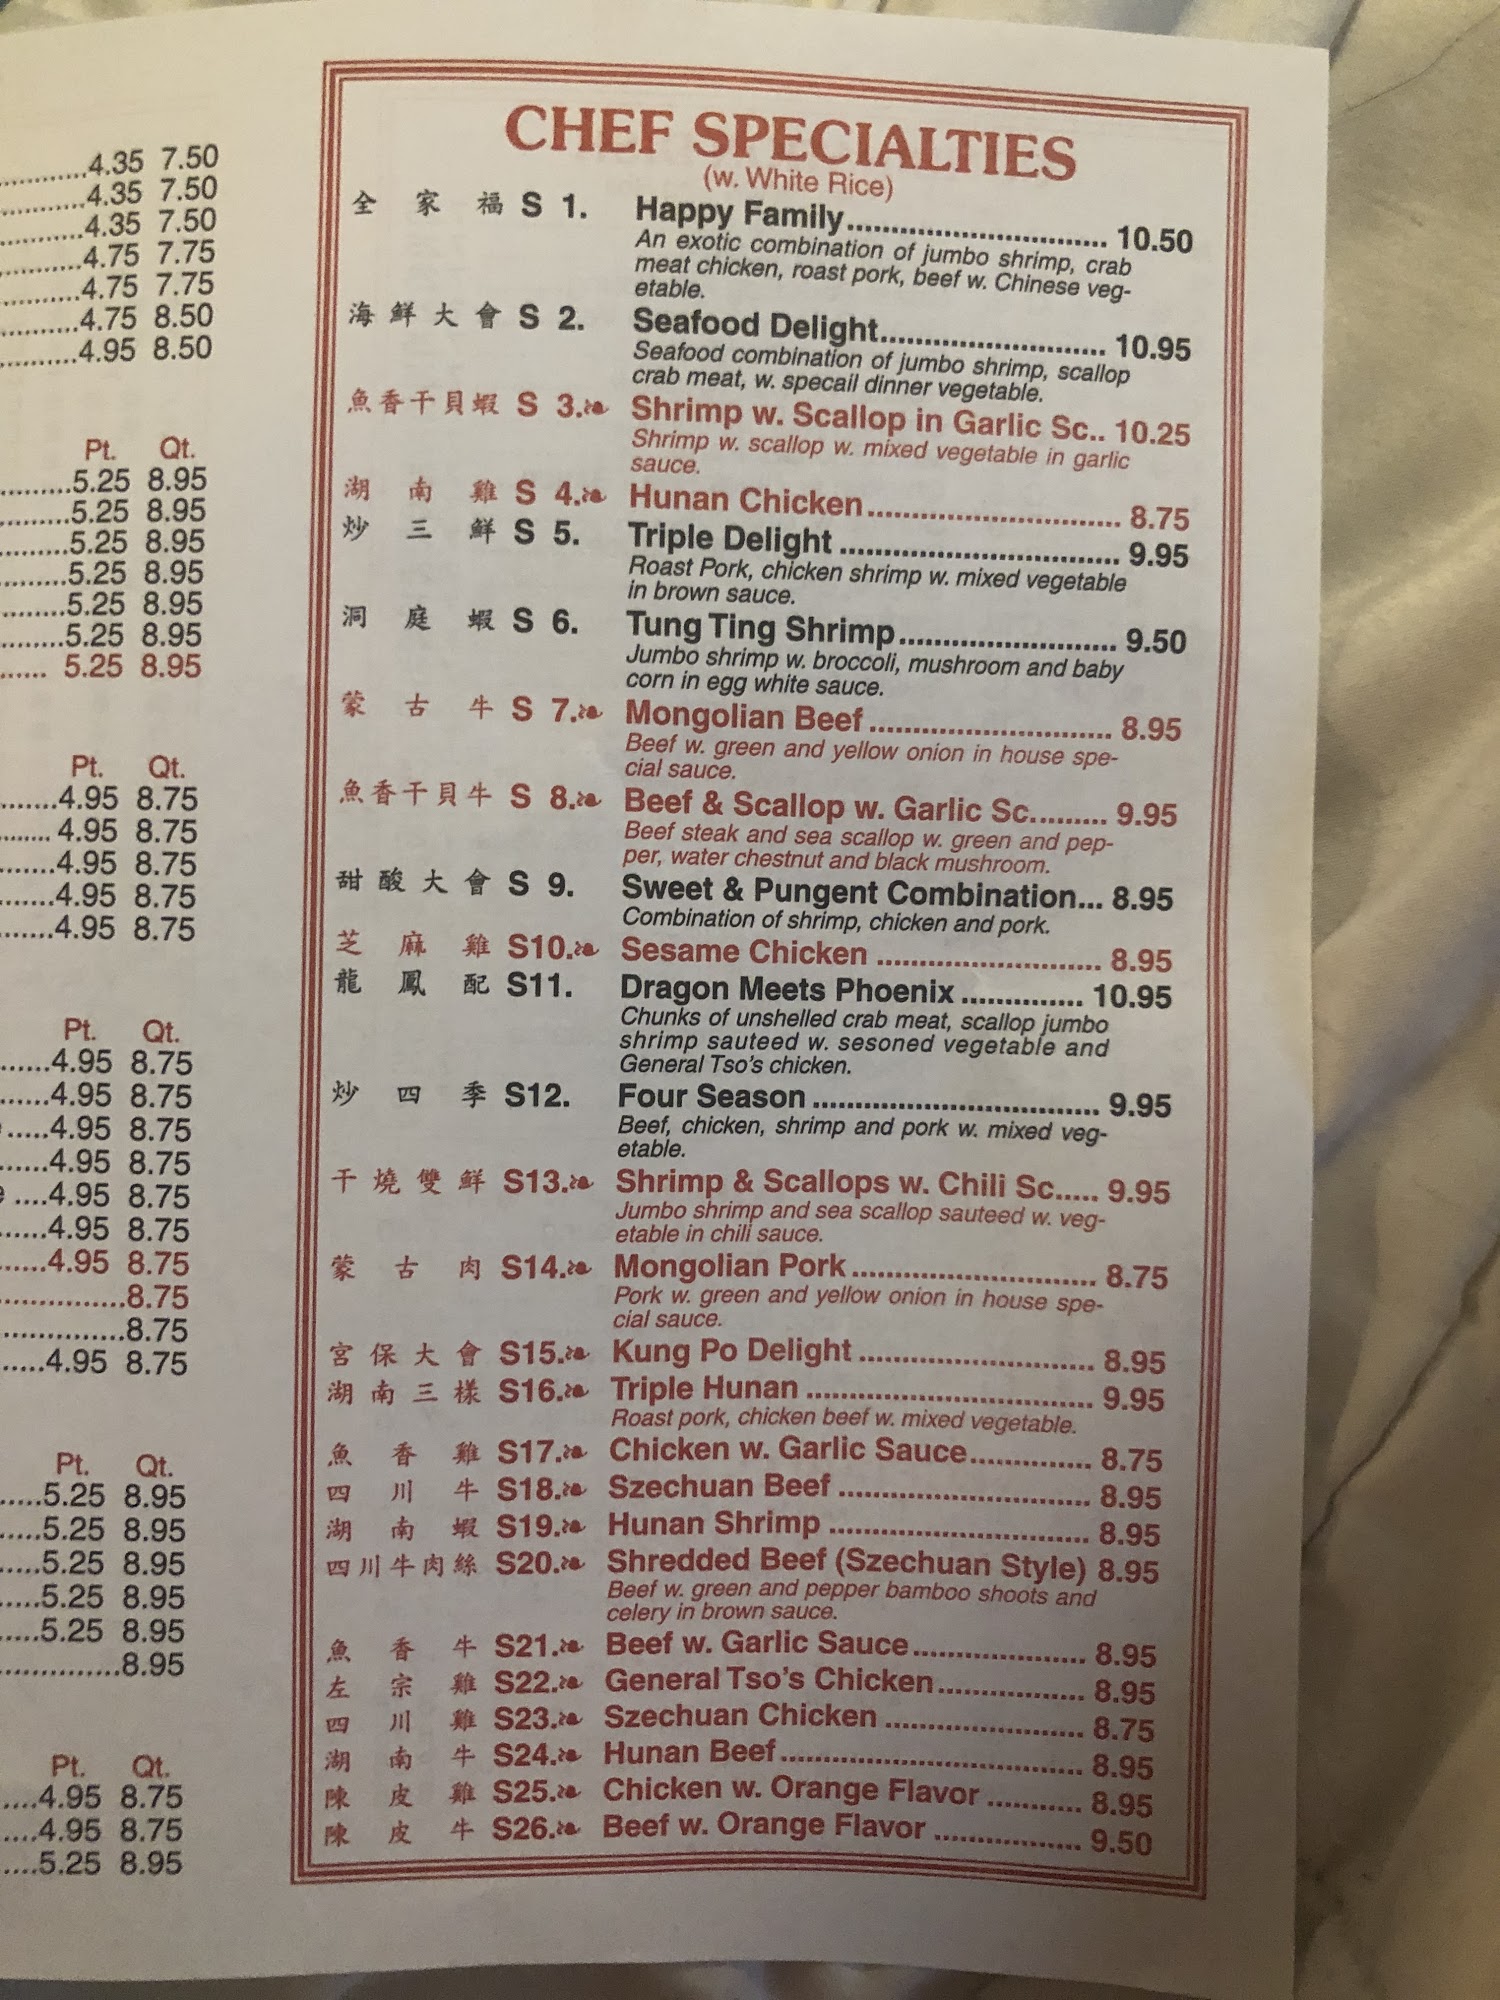 4.35 7.50
4.35 7.50
4.35 7.50
4.75 7.75
4.75 7.75
4.75 8.50
4.95 8.50
Pt. Qt.
5.25 8.95
5.25 8.95
5.25 8.95
5.25 8.95
5.25 8.95
5.25 8.95
5.25 8.95
Pt. Qt.
4.95 8.75
4.95 8.75
4.95 8.75
4.95 8.75
4.95 8.75
Pt. Qt.
4.95 8.75
4.95 8.75
4.95 8.75
4.95 8.75
4.95 8.75
4.95 8.75
4.95 8.75
8.75
8.75
4.95 8.75
Pt. Qt.
5.25 8.95
5.25 8.95
5.25 8.95
5.25 8.95
5.25 8.95
8.95
Pt. Qt.
4.95 8.75
4.95 8.75
5.25 8.95
CHEF SPECIALTIES
(w. White Rice)
全家福 S 1. Happy Family 10.50
An exotic combination of jumbo shrimp, crab
meat chicken, roast pork, beef w. Chinese veg-
etable.
海鮮大會 S 2. Seafood Delight 10.95
Seafood combination of jumbo shrimp, scallop
crab meat, w. specail dinner vegetable.
魚香干貝蝦 S 3. Shrimp w. Scallop in Garlic Sc.. 10.25
Shrimp w. scallop w. mixed vegetable in garlic
sauce.
湖南雞 S 4. Hunan Chicken 8.75
炒三鮮 S 5. Triple Delight 9.95
Roast Pork, chicken shrimp w. mixed vegetable
in brown sauce.
洞庭蝦 S 6. Tung Ting Shrimp 9.50
Jumbo shrimp w. broccoli, mushroom and baby
corn in egg white sauce.
蒙古牛 S 7. Mongolian Beef 8.95
Beef w. green and yellow onion in house spe-
cial sauce.
魚香干貝牛 S 8. Beef & Scallop w. Garlic Sc. 9.95
Beef steak and sea scallop w. green and pep-
per, water chestnut and black mushroom.
甜酸大會 S 9. Sweet & Pungent Combination... 8.95
Combination of shrimp, chicken and pork.
芝麻雞 S10. Sesame Chicken 8.95
龍鳳配 S11. Dragon Meets Phoenix 10.95
Chunks of unshelled crab meat, scallop jumbo
shrimp sauteed w. sesoned vegetable and
General Tso's chicken.
炒四季 S12. Four Season 9.95
Beef, chicken, shrimp and pork w. mixed veg-
etable.
干燒雙鮮 S13. Shrimp & Scallops w. Chili Sc..... 9.95
Jumbo shrimp and sea scallop sauteed w. veg-
etable in chili sauce.
蒙古肉 S14. Mongolian Pork 8.75
Pork w. green and yellow onion in house spe-
cial sauce.
宮保大會 S15. Kung Po Delight 8.95
湖南三樣 S16. Triple Hunan 9.95
Roast pork, chicken beef w. mixed vegetable.
魚香雞 S17. Chicken w. Garlic Sauce 8.75
四川牛 S18. Szechuan Beef 8.95
湖南蝦 S19. Hunan Shrimp 8.95
四川牛肉絲 S20. Shredded Beef (Szechuan Style) 8.95
Beef w. green and pepper bamboo shoots and
celery in brown sauce.
魚香牛 S21. Beef w. Garlic Sauce 8.95
左宗雞 S22. General Tso's Chicken 8.95
四川雞 S23. Szechuan Chicken 8.75
湖南牛 S24. Hunan Beef 8.95
陳皮雞 S25. Chicken w. Orange Flavor 8.95
陳皮牛 S26. Beef w. Orange Flavor 9.50